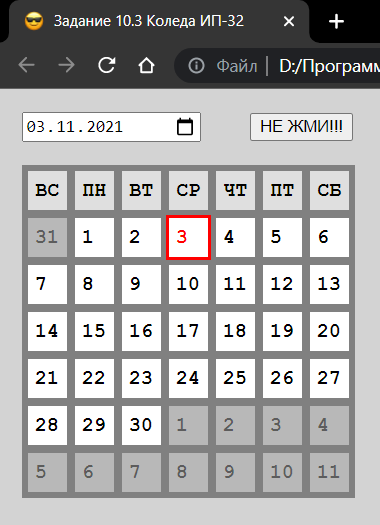 Задание 10.3 Коледа ИП-32
Файл D:/Программ
03.11.2021 НЕ ЖМИ!!!
ВС ПН ВТ СР ЧТ ПТ СБ
31 1 2 3 4 5 6
7 8 9 10 11 12 13
14 15 16 17 18 19 20
21 22 23 24 25 26 27
28 29 30 1 2 3 4
5 6 7 8 9 10 11